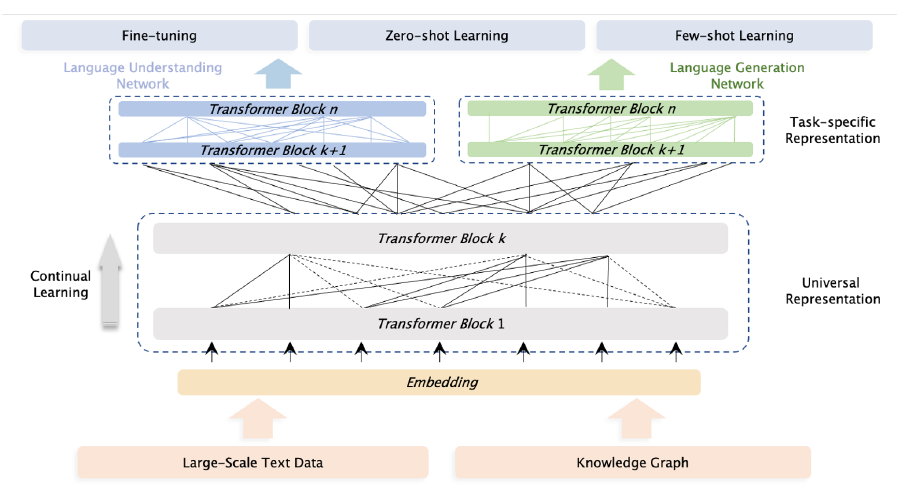 Fine-tuning
Zero-shot Learning
Few-shot Learning
Language Understanding
Network
Language Generation
Network
Transformer Block n
Transformer Block k+1
Transformer Block n
Transformer Block k+1
Task-specific
Representation
Transformer Block k
Continual
Learning
Universal
Representation
Transformer Block 1
Embedding
Large-Scale Text Data
Knowledge Graph